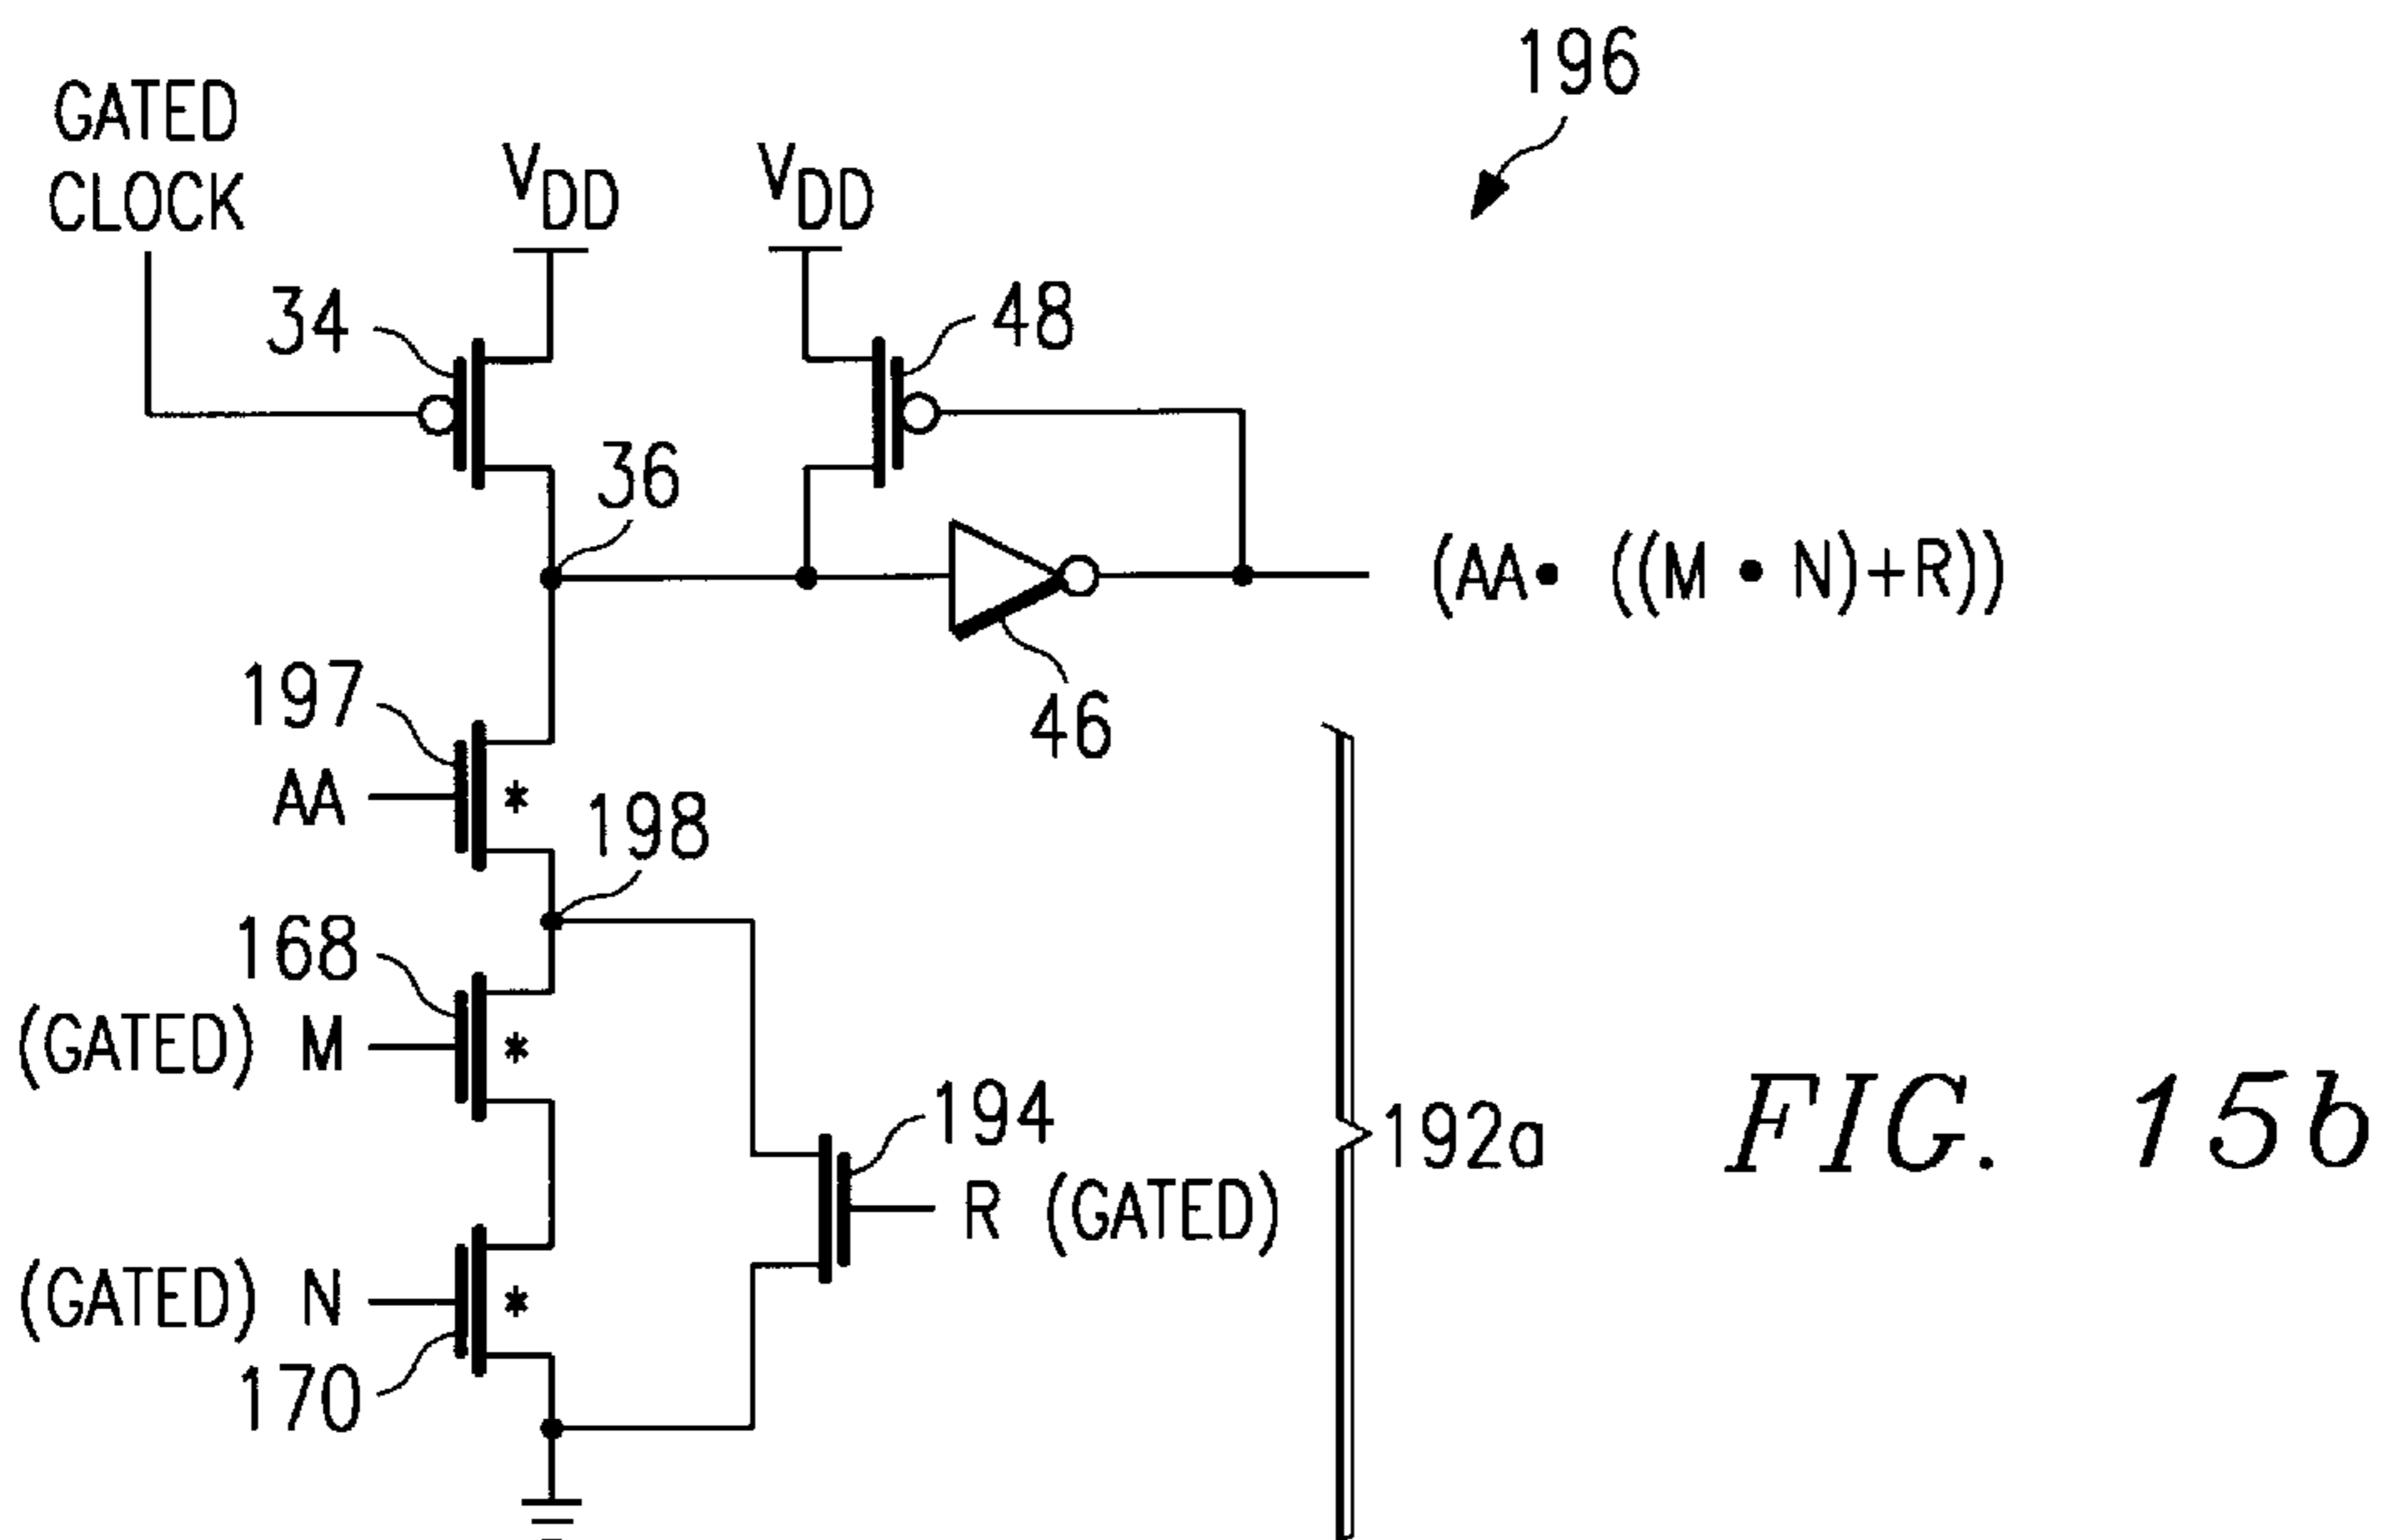 196
GATED
CLOCK
VDD
VDD
34
48
36
(AA• ((M • N)+R))
46
197
AA
*
198
168
(GATED) M
*
194
R (GATED)
192a
(GATED) N
*
170
FIG. 15b